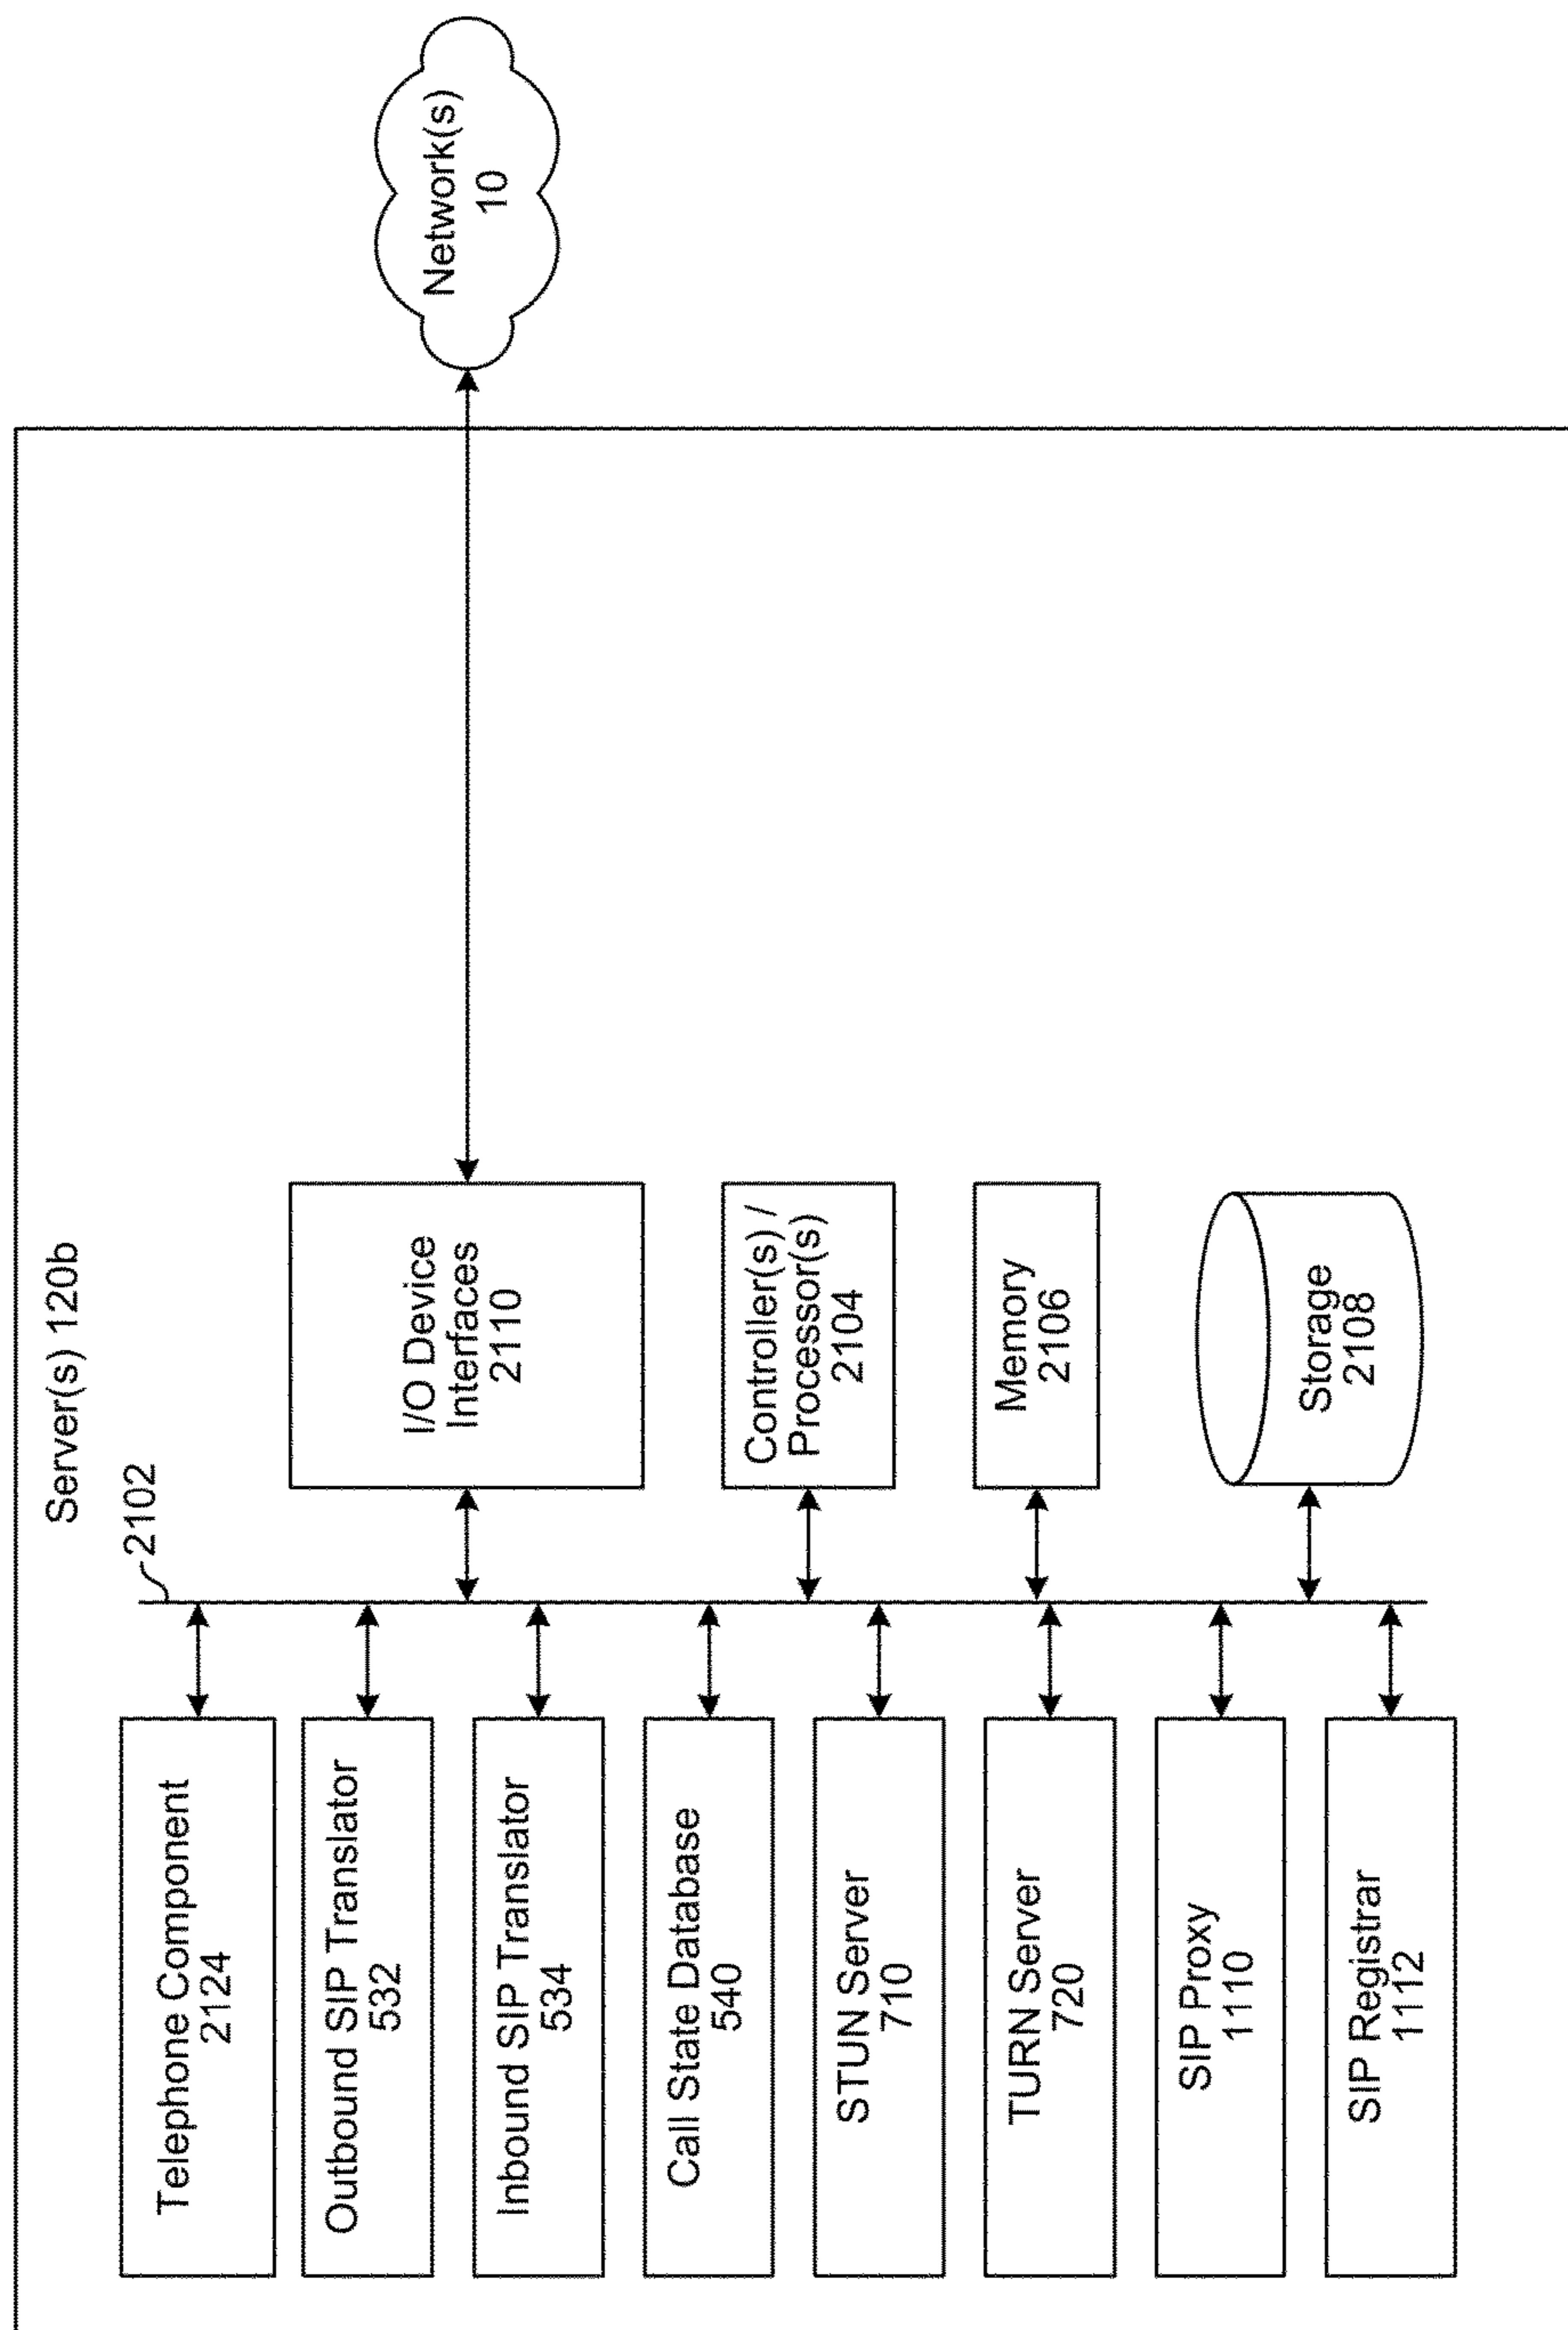 Server(s) 120b
2102
Telephone Component
2124
Outbound SIP Translator
532
Inbound SIP Translator
534
Call State Database
540
STUN Server
710
TURN Server
720
SIP Proxy
1110
SIP Registrar
1112
I/O Device
Interfaces
2110
Controller(s) /
Processor(s)
2104
Memory
2106
Storage
2108
Network(s)
10